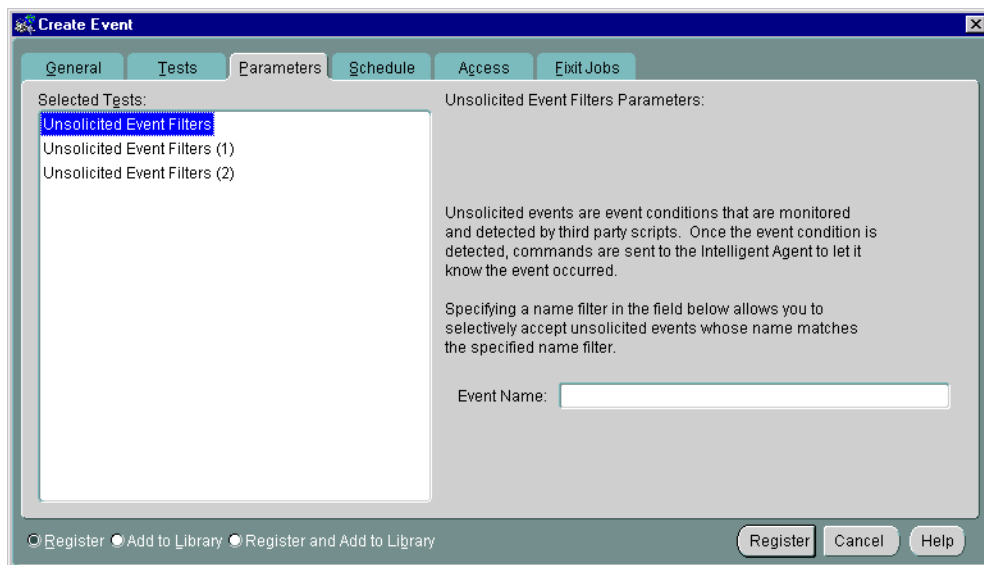 Create Event
General Tests Parameters Schedule Access Fixit Jobs
Selected Tests:
Unsolicited Event Filters
Unsolicited Event Filters (1)
Unsolicited Event Filters (2)
Unsolicited Event Filters Parameters:
Unsolicited events are event conditions that are monitored
and detected by third party scripts. Once the event condition is
detected, commands are sent to the Intelligent Agent to let it
know the event occurred.
Specifying a name filter in the field below allows you to
selectively accept unsolicited events whose name matches
the specified name filter.
Event Name:
Register Add to Library Register and Add to Library
Register Cancel Help